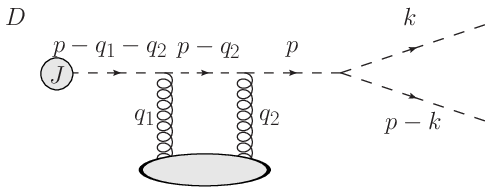 D
k
p − q₁ − q₂ p − q₂ p
J
q₁ q₂
p − k